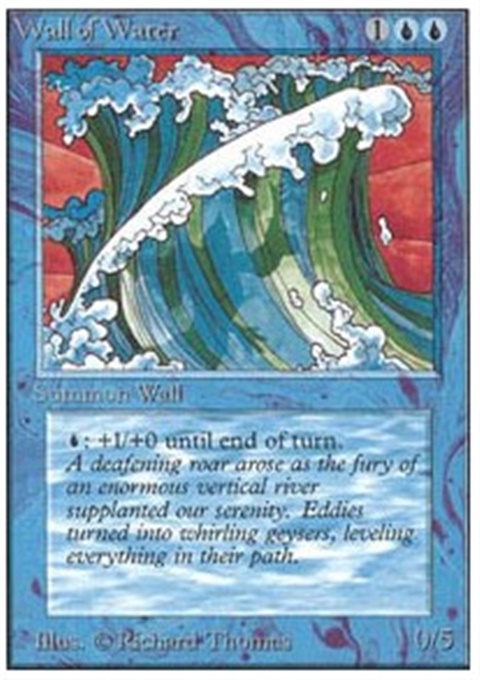 Wall of Water 1
Summon Wall
: +1/+0 until end of turn.
A deafening roar arose as the fury of
an enormous vertical river
supplanted our serenity. Eddies
turned into whirling geysers, leveling
everything in their path.
Illus. © Richard Thomas 0/5